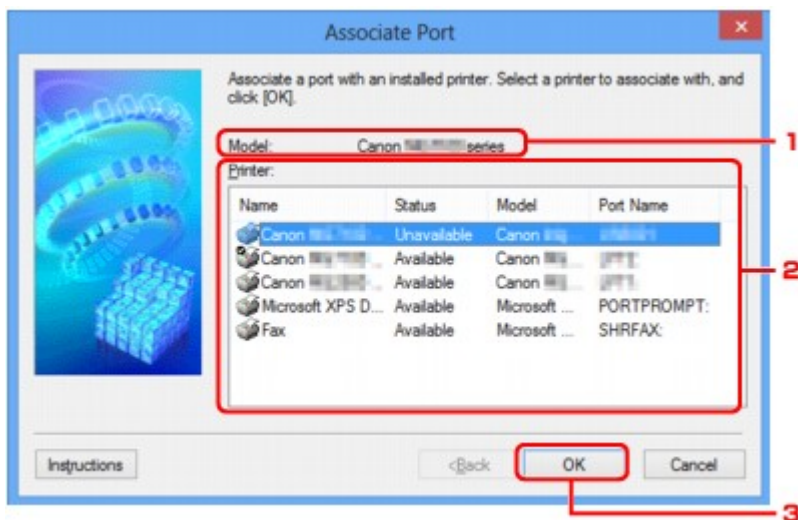 Associate Port
Associate a port with an installed printer. Select a printer to associate with, and
click [OK].
Model: Canon series
1
Printer:
Name Status Model Port Name
Canon ... Unavailable Canon
Canon ... Available Canon ...
Canon ... Available Canon ...
2
Microsoft XPS D... Available Microsoft ... PORTPROMPT:
Fax Available Microsoft ... SHRFAX:
Instructions <Back OK Cancel
3